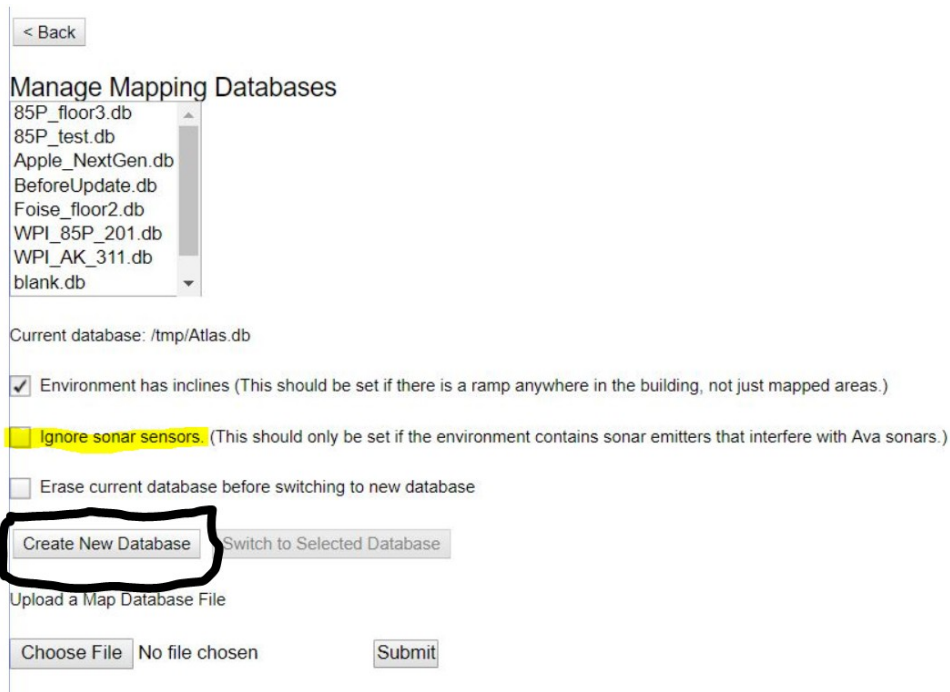 < Back
Manage Mapping Databases
85P_floor3.db
85P_test.db
Apple_NextGen.db
BeforeUpdate.db
Foise_floor2.db
WPI_85P_201.db
WPI_AK_311.db
blank.db
Current database: /tmp/Atlas.db
Environment has inclines (This should be set if there is a ramp anywhere in the building, not just mapped areas.)
Ignore sonar sensors. (This should only be set if the environment contains sonar emitters that interfere with Ava sonars.)
Erase current database before switching to new database
Create New Database Switch to Selected Database
Upload a Map Database File
Choose File No file chosen Submit